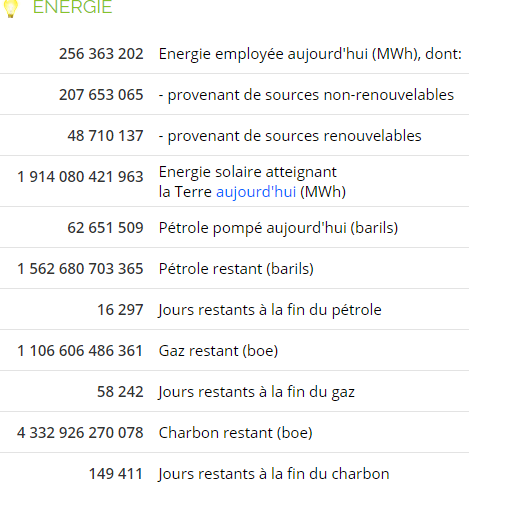 ENERGIE
256 363 202 Energie employée aujourd'hui (MWh), dont:
207 653 065 - provenant de sources non-renouvelables
48 710 137 - provenant de sources renouvelables
1 914 080 421 963 Energie solaire atteignant
la Terre aujourd'hui (MWh)
62 651 509 Pétrole pompé aujourd'hui (barils)
1 562 680 703 365 Pétrole restant (barils)
16 297 Jours restants à la fin du pétrole
1 106 606 486 361 Gaz restant (boe)
58 242 Jours restants à la fin du gaz
4 332 926 270 078 Charbon restant (boe)
149 411 Jours restants à la fin du charbon